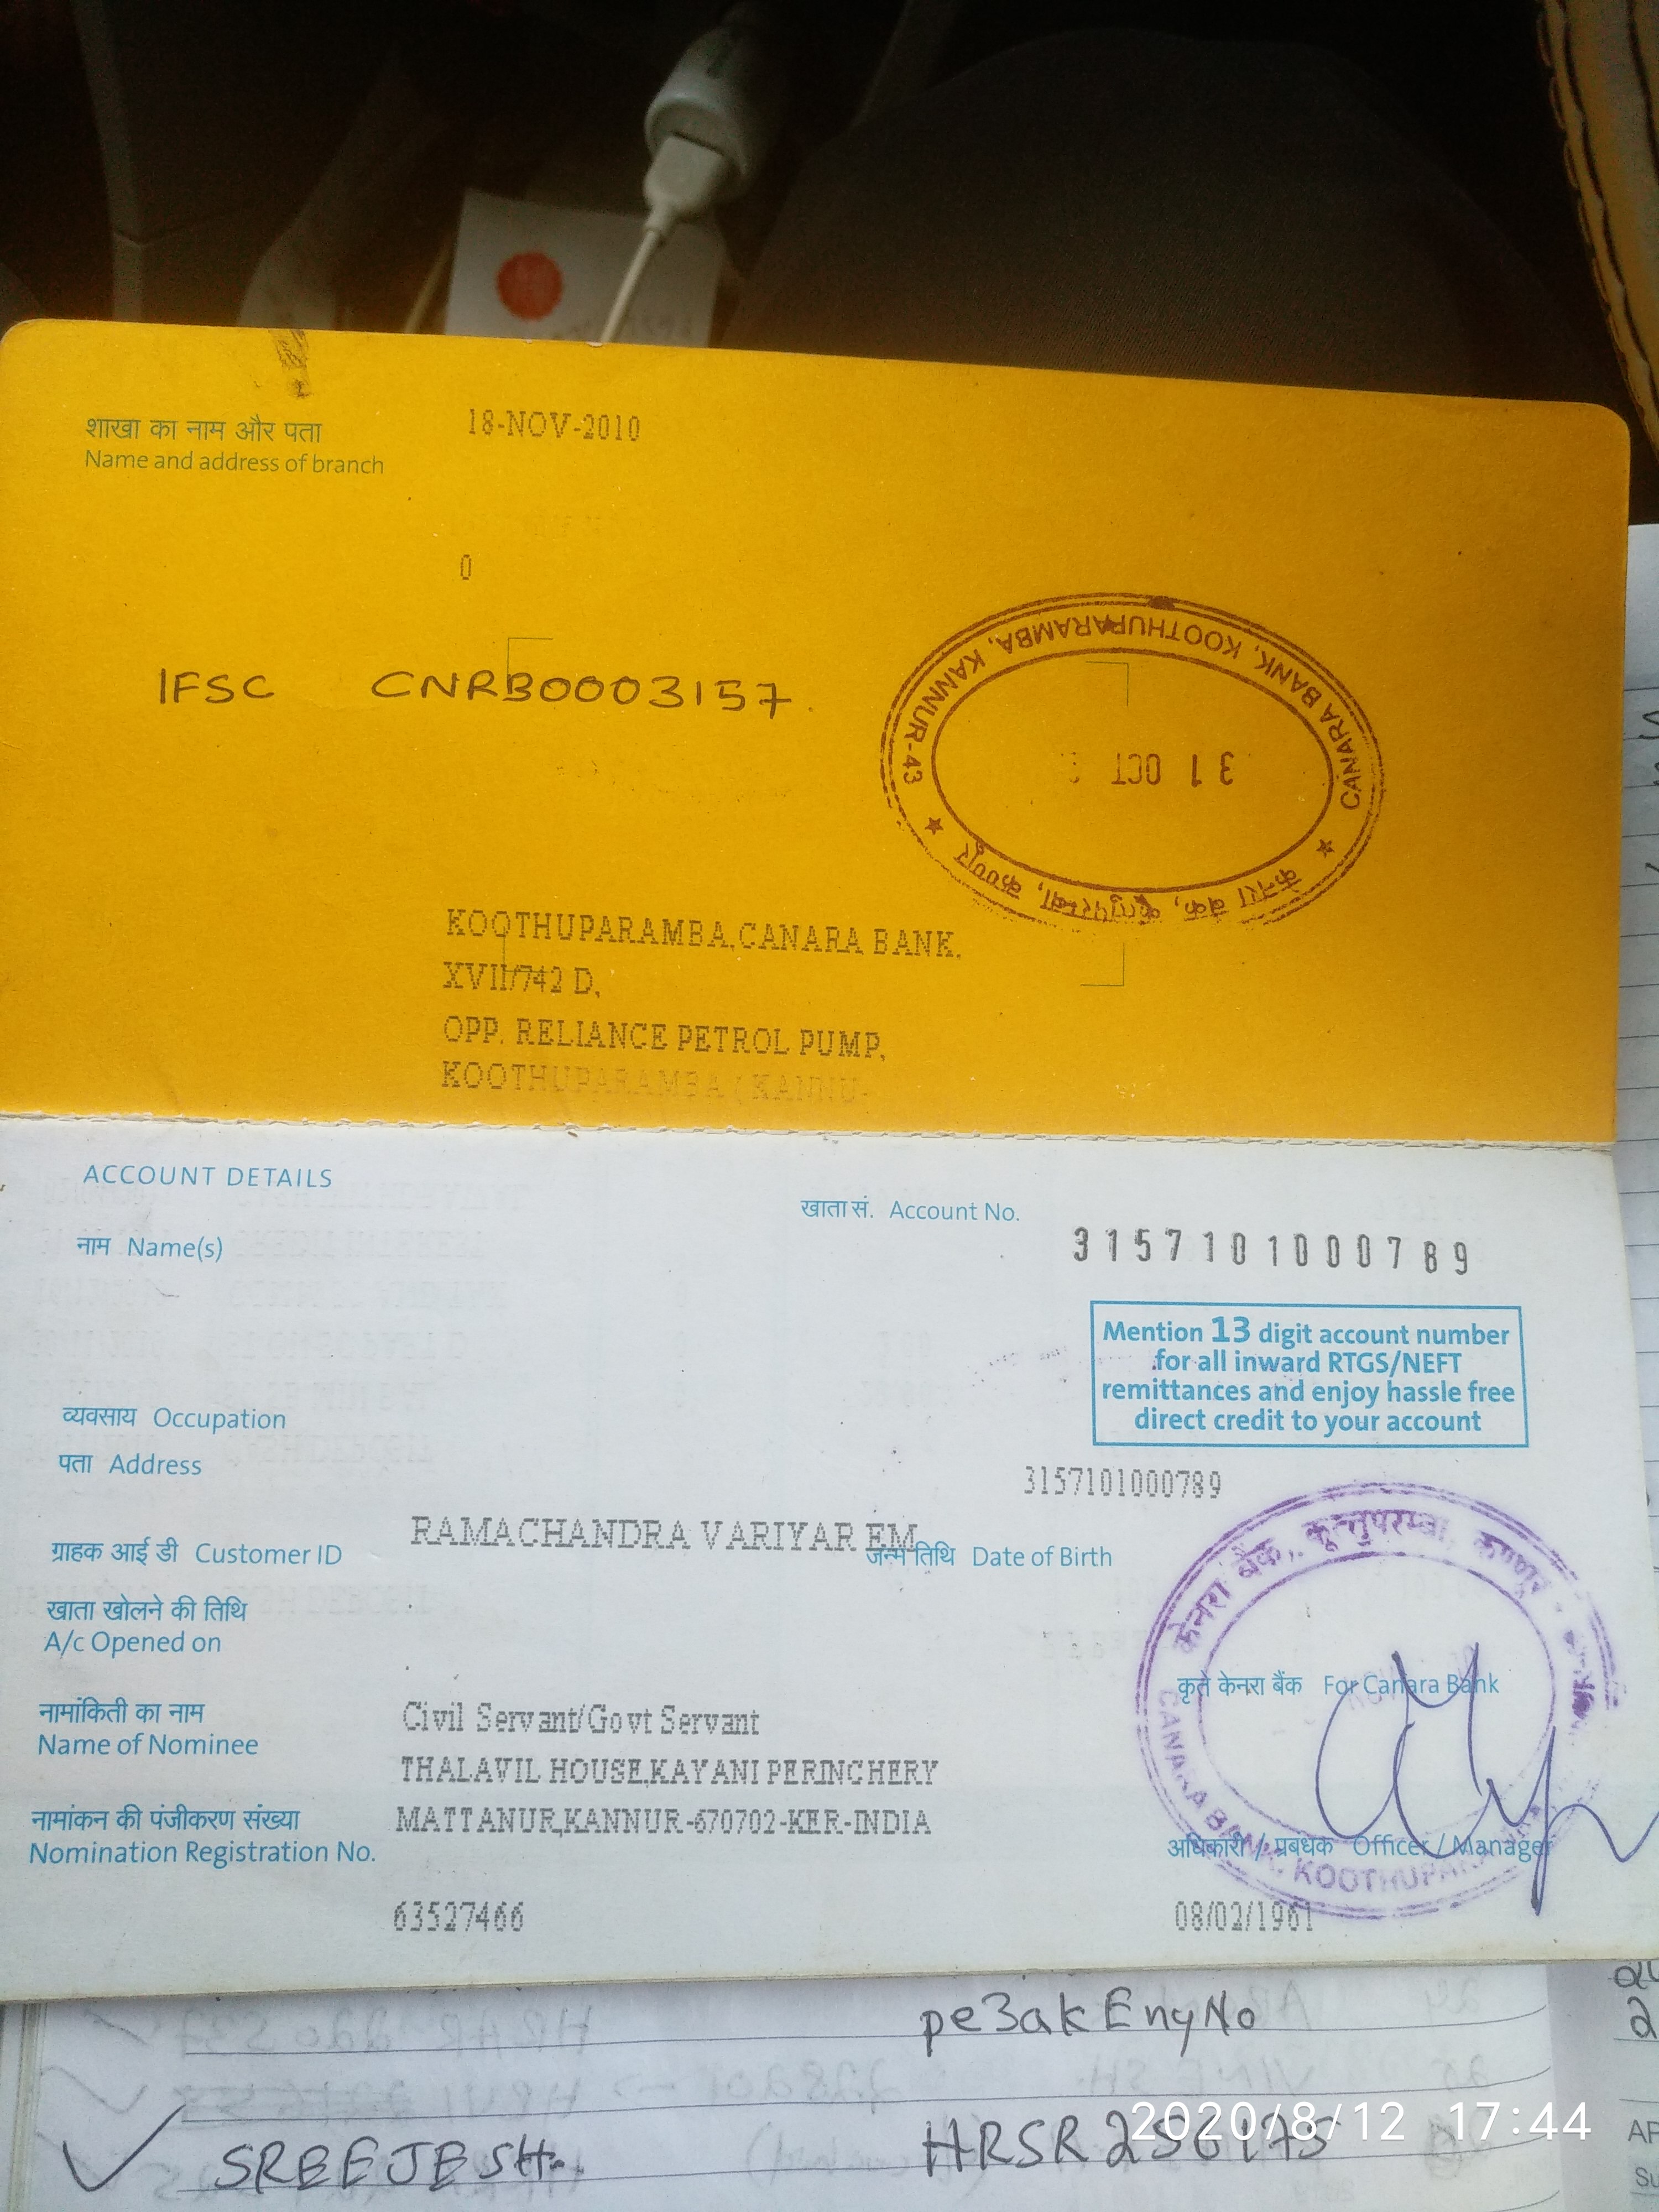 शाखा का नाम और पता 18-NOV-2010
Name and address of branch
0
IFSC CNRB0003157.
CANARA BANK, KOOTHUPARAMBA, KANNUR-43
31 OCT
केनरा बैंक, कूत्तुपरम्बा, कण्णूर
KOOTHUPARAMBA,CANARA BANK,
XVII/742 D,
OPP. RELIANCE PETROL PUMP,
KOOTHUPARAMBA (KANNU-
ACCOUNT DETAILS
खाता सं. Account No. 3157101000789
नाम Name(s)
Mention 13 digit account number
for all inward RTGS/NEFT
remittances and enjoy hassle free
direct credit to your account
व्यवसाय Occupation
पता Address
3157101000789
RAMACHANDRA VARIYAR EM
ग्राहक आई डी Customer ID जन्म तिथि Date of Birth
खाता खोलने की तिथि
A/c Opened on
केनरा बैंक, कूत्तुपरम्बा, कण्णूर
कृते केनरा बैंक For Canara Bank
नामांकिती का नाम
Name of Nominee
Civil Servant/Govt Servant
THALAVIL HOUSE,KAYANI PERINCHERY
MATTANUR,KANNUR-670702-KER-INDIA
नामांकन की पंजीकरण संख्या
Nomination Registration No.
अधिकारी / प्रबधक Officer / Manager
CANARA BANK, KOOTHUPARAMBA
63527466 08/02/1961
pe3akEnyNo
SREEJESH. HRSR256175
2020/8/12 17:44